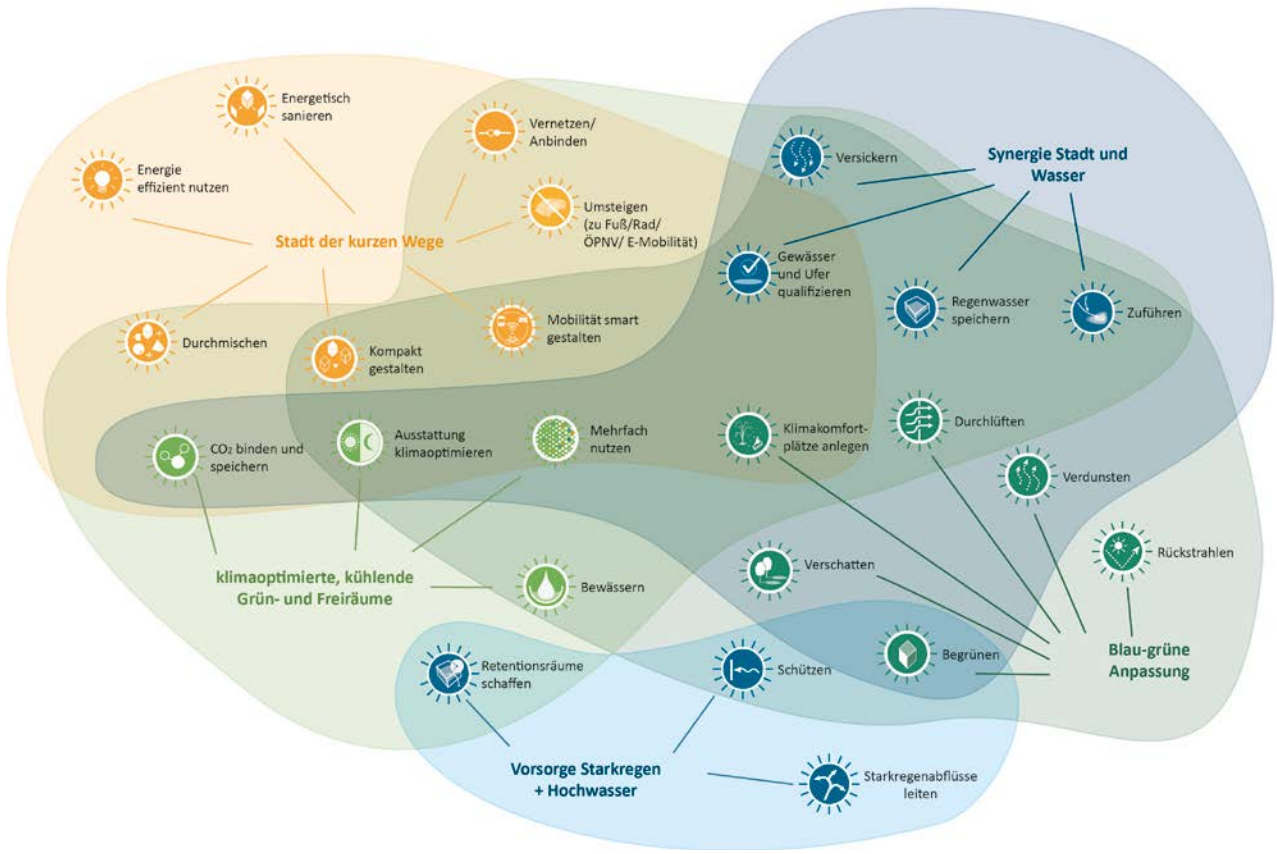 Energetisch
sanieren
Vernetzen/
Anbinden
Energie
effizient nutzen
Versickern
Synergie Stadt und
Wasser
Umsteigen
(zu Fuß/Rad/
ÖPNV/ E-Mobilität)
Stadt der kurzen Wege
Gewässer
und Ufer
qualifizieren
Regenwasser
speichern
Zuführen
Durchmischen
Kompakt
gestalten
Mobilität smart
gestalten
CO₂ binden und
speichern
Ausstattung
klimaoptimieren
Mehrfach
nutzen
Klimakomfort-
plätze anlegen
Durchlüften
Verdunsten
Rückstrahlen
klimaoptimierte, kühlende
Grün- und Freiräume
Bewässern
Verschatten
Retentionsräume
schaffen
Schützen
Begrünen
Blau-grüne
Anpassung
Vorsorge Starkregen
+ Hochwasser
Starkregenabflüsse
leiten